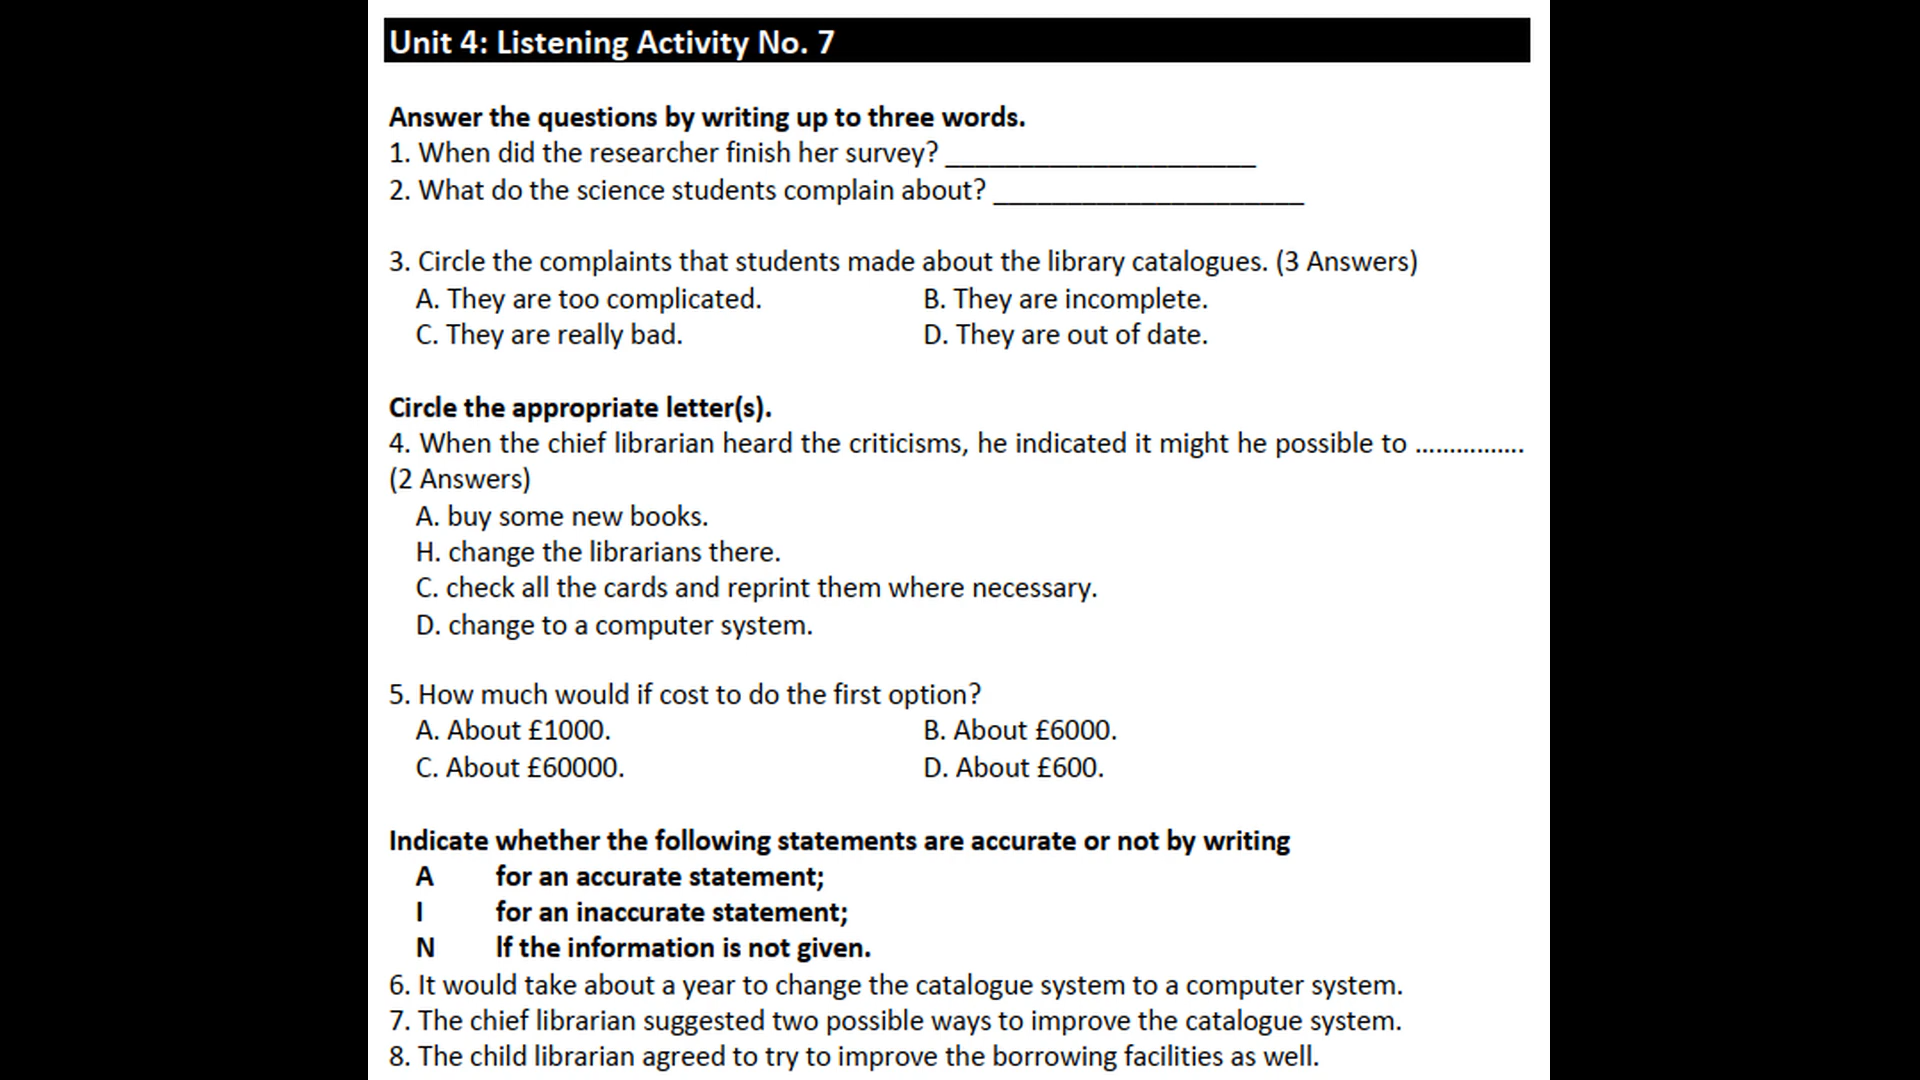 Unit 4: Listening Activity No. 7
Answer the questions by writing up to three words.
1. When did the researcher finish her survey? _____________________
2. What do the science students complain about? _____________________
3. Circle the complaints that students made about the library catalogues. (3 Answers)
A. They are too complicated. B. They are incomplete.
C. They are really bad. D. They are out of date.
Circle the appropriate letter(s).
4. When the chief librarian heard the criticisms, he indicated it might he possible to ................
(2 Answers)
A. buy some new books.
H. change the librarians there.
C. check all the cards and reprint them where necessary.
D. change to a computer system.
5. How much would if cost to do the first option?
A. About £1000. B. About £6000.
C. About £60000. D. About £600.
Indicate whether the following statements are accurate or not by writing
A for an accurate statement;
I for an inaccurate statement;
N If the information is not given.
6. It would take about a year to change the catalogue system to a computer system.
7. The chief librarian suggested two possible ways to improve the catalogue system.
8. The child librarian agreed to try to improve the borrowing facilities as well.